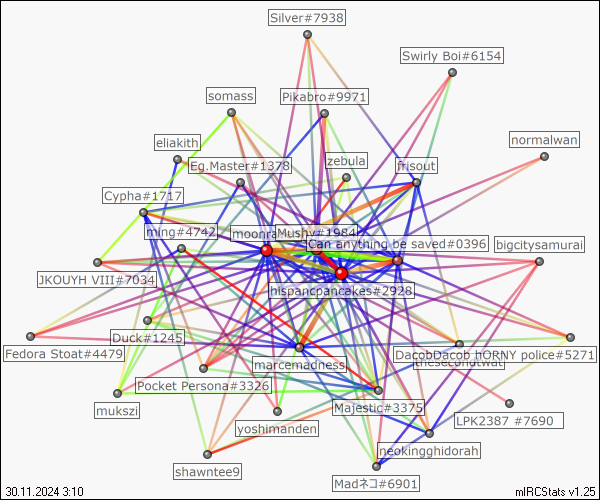 Silver#7938
Swirly Boi#6154
somass
Pikabro#9971
eliakith
normalwan
Eg.Master#1378
zebula
frisout
Cypha#1717
ming#4742
moonra
Mushy#1984
Can anything be saved#0396
bigcitysamurai
JKOUYH VIII#7034
hispancpancakes#2928
Duck#1245
Fedora Stoat#4479
marcemadness
DacobDacob hORNY police#5271
thesecondtwat
Pocket Persona#3326
mukszi
Majestic#3375
LPK2387 #7690
yoshimanden
neokingghidorah
shawntee9
Madネコ#6901
30.11.2024 3:10
mIRCStats v1.25